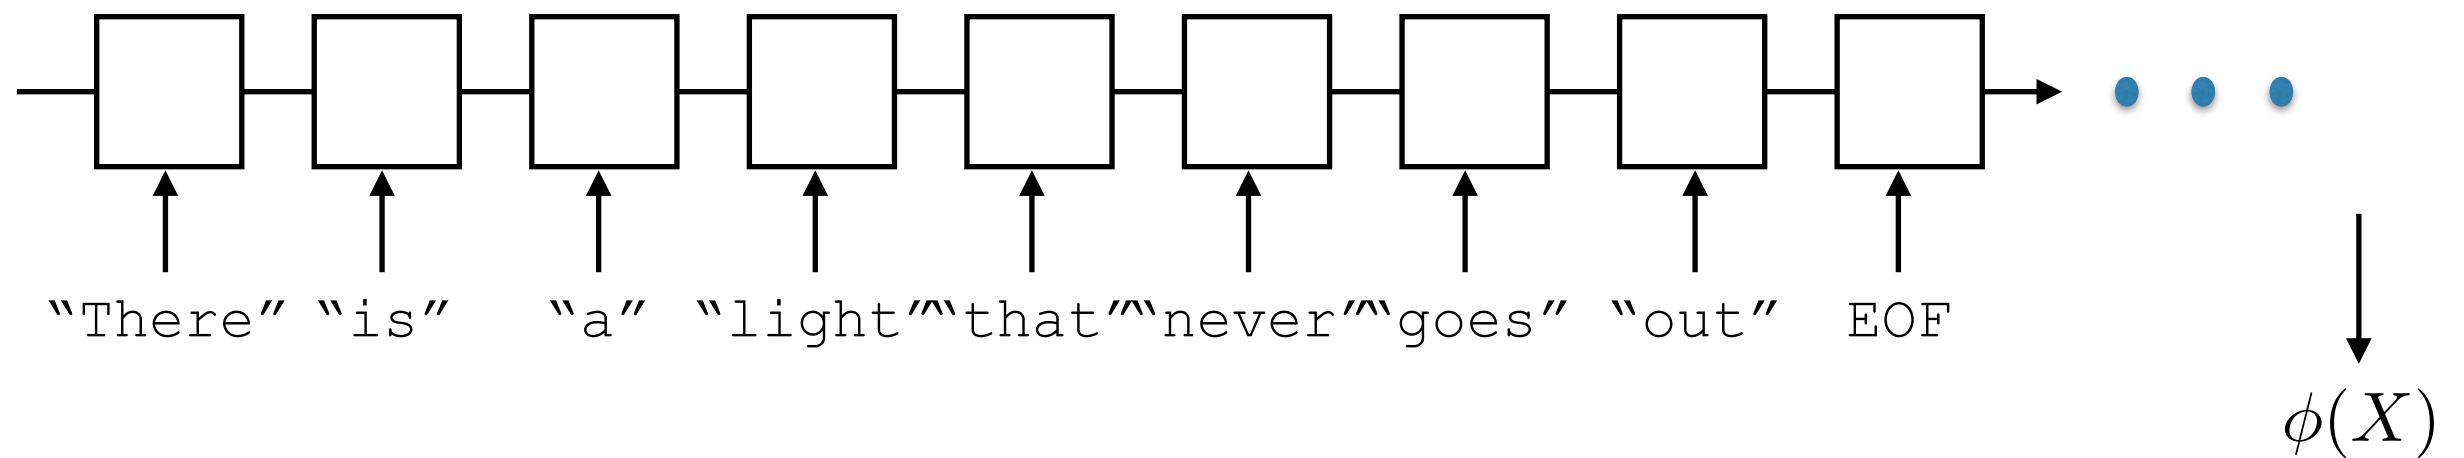 “There” “is” “a” “light” “that” “never” “goes” “out” EOF
ϕ(X)